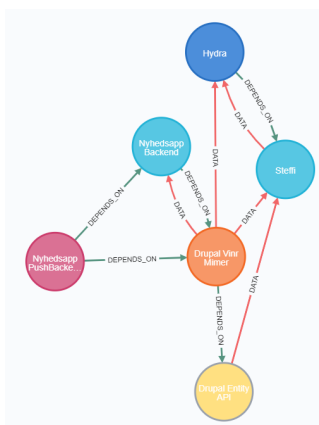 Hydra
DEPENDS_ON
DATA
Nyhedsapp
Backend
DEPENDS_ON
DATA
DATA
Steffi
DEPENDS_ON
DATA
Nyhedsapp
PushBacke...
DEPENDS_ON
Drupal Vinr
Mimer
DEPENDS_ON
DATA
Drupal Entity
API